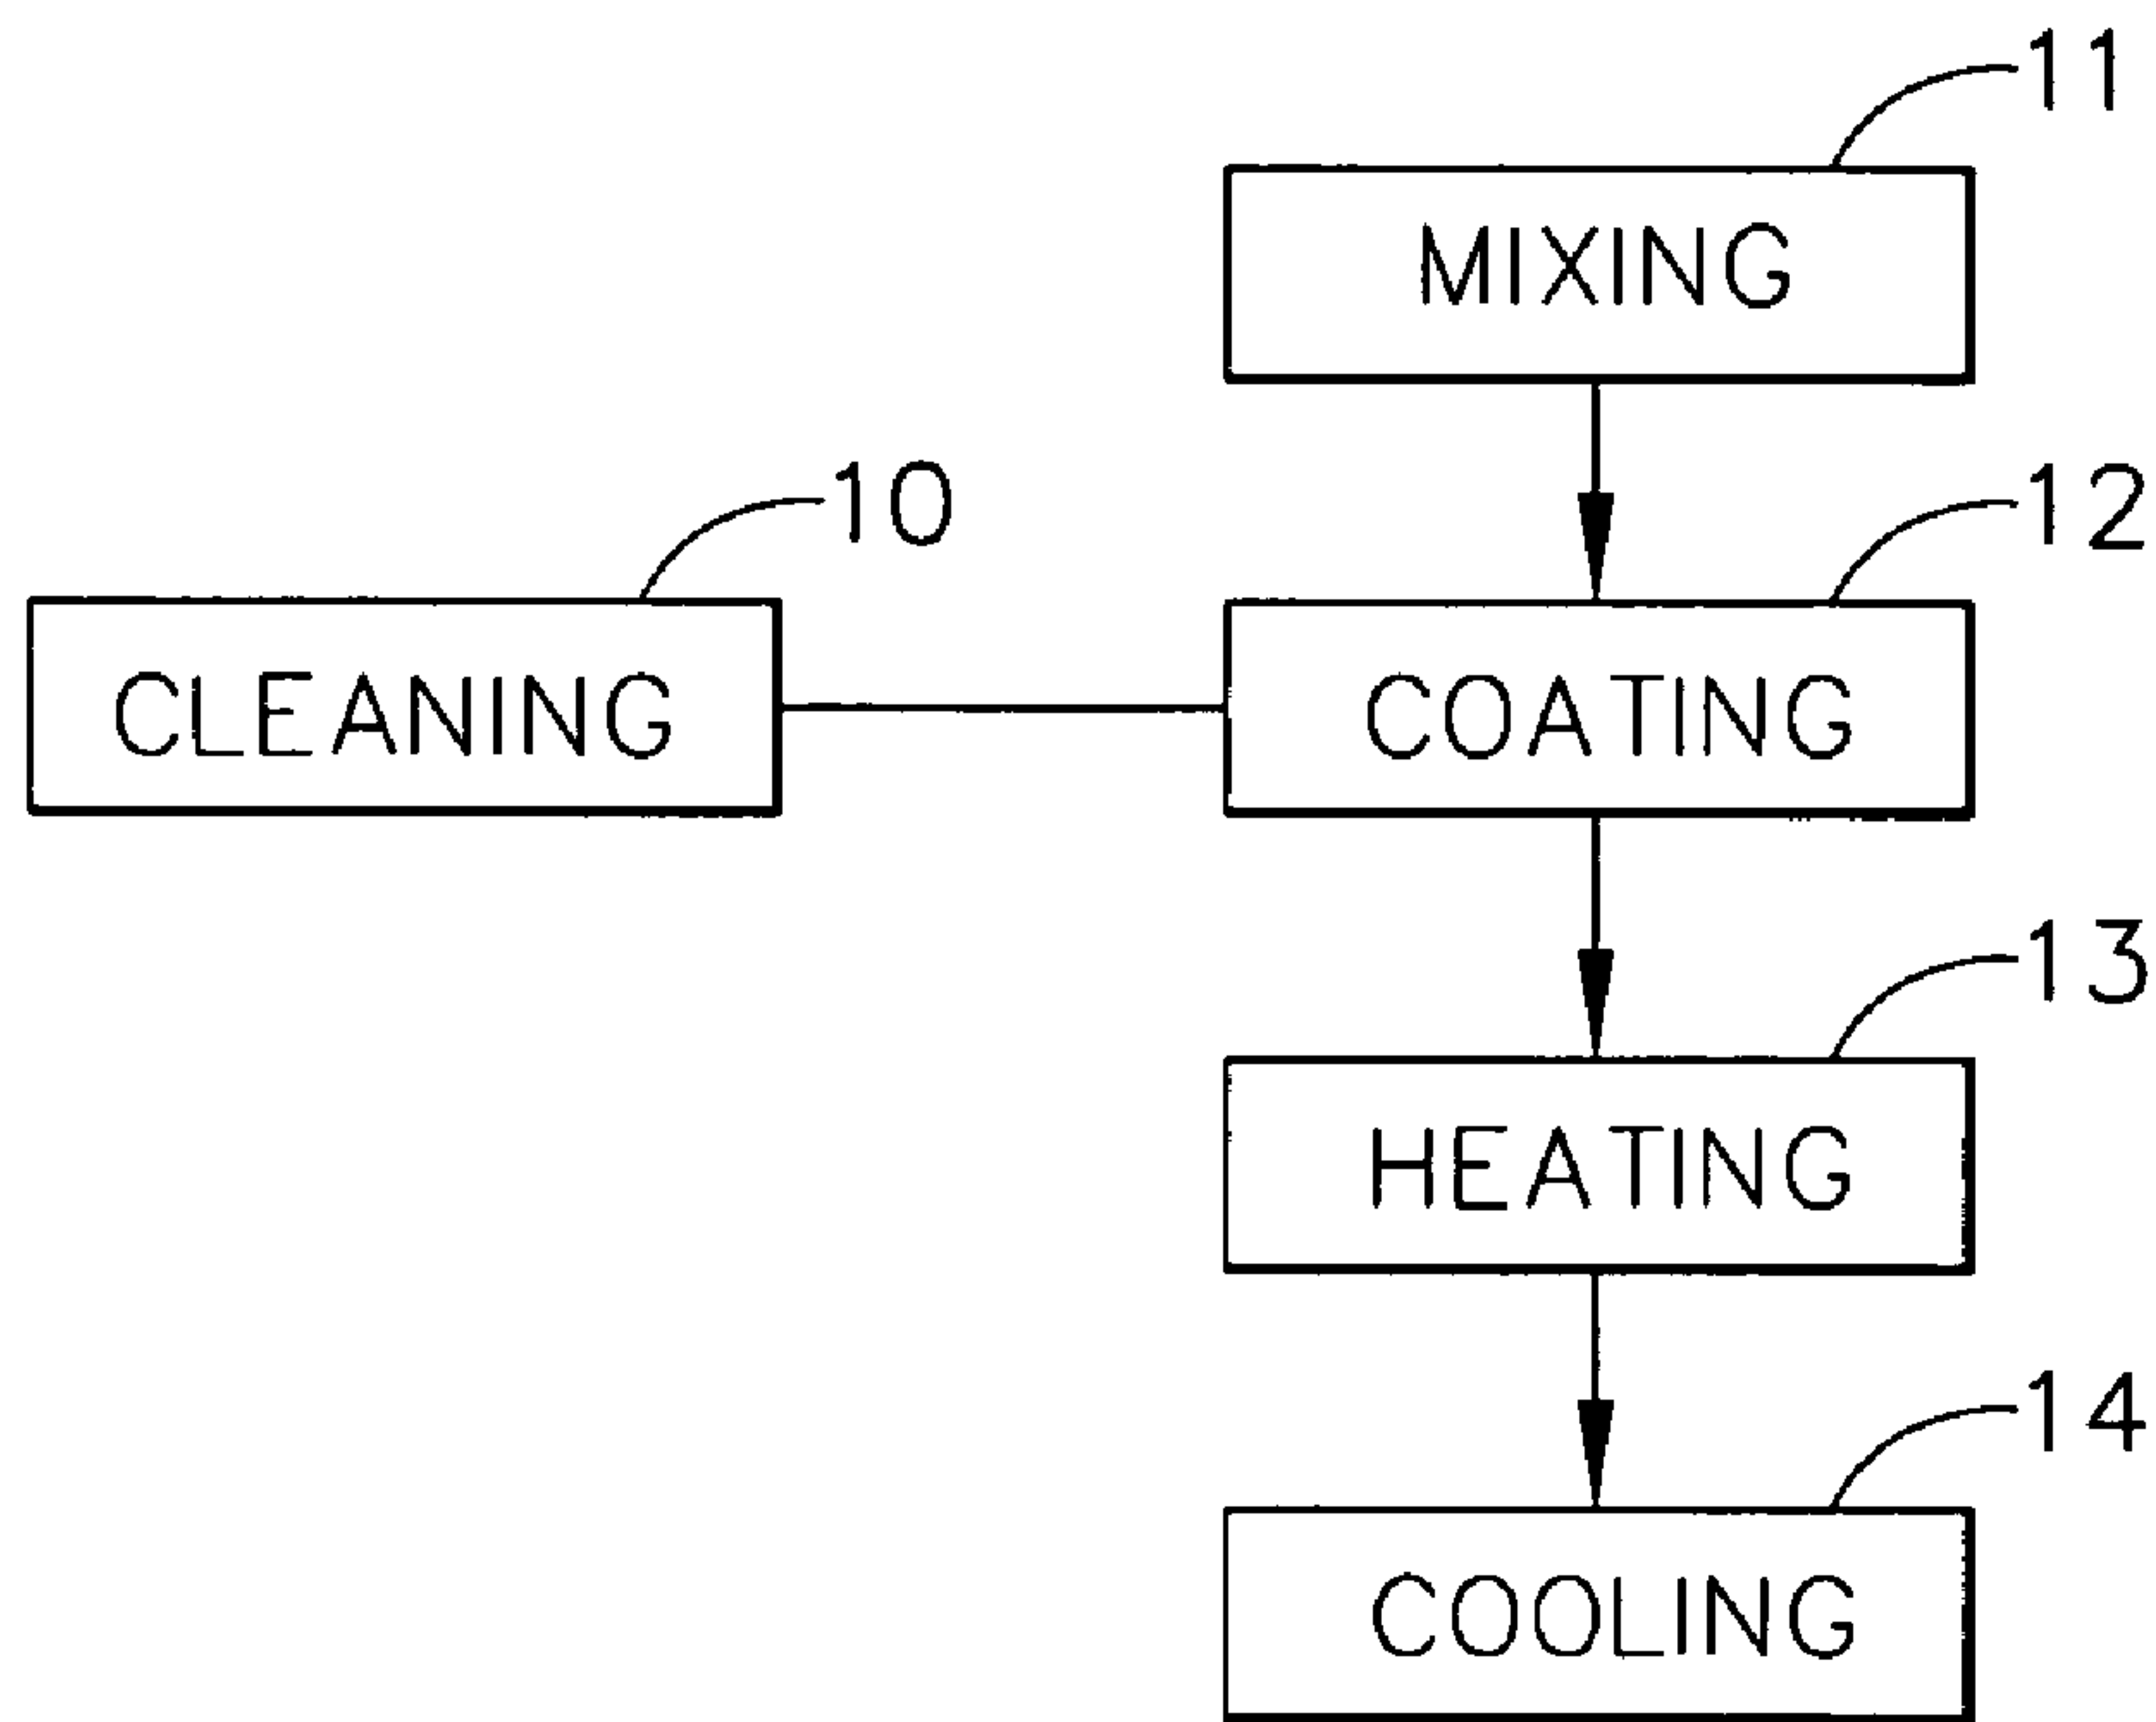 11
MIXING
10
12
CLEANING
COATING
13
HEATING
14
COOLING